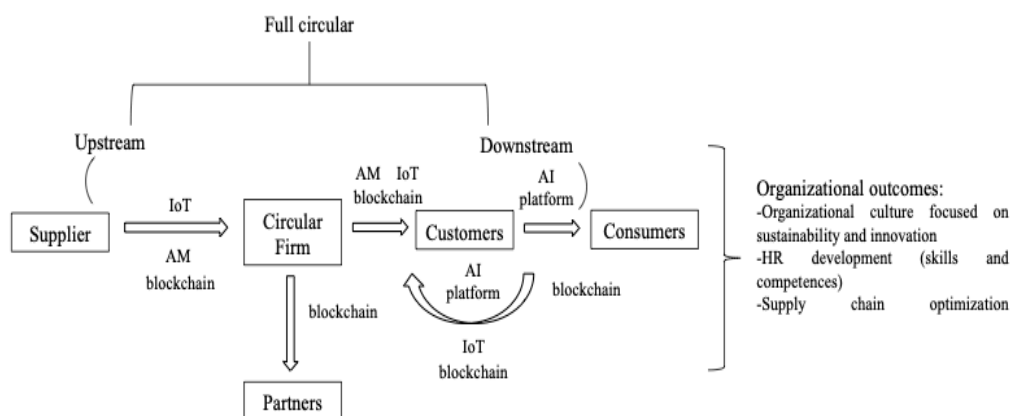 Full circular
Upstream
Downstream
IoT
AM IoT
blockchain
AI
platform
Supplier
Circular
Firm
Customers
Consumers
AM
blockchain
AI
platform
blockchain
blockchain
IoT
blockchain
Partners
Organizational outcomes:
-Organizational culture focused on
sustainability and innovation
-HR development (skills and
competences)
-Supply chain optimization